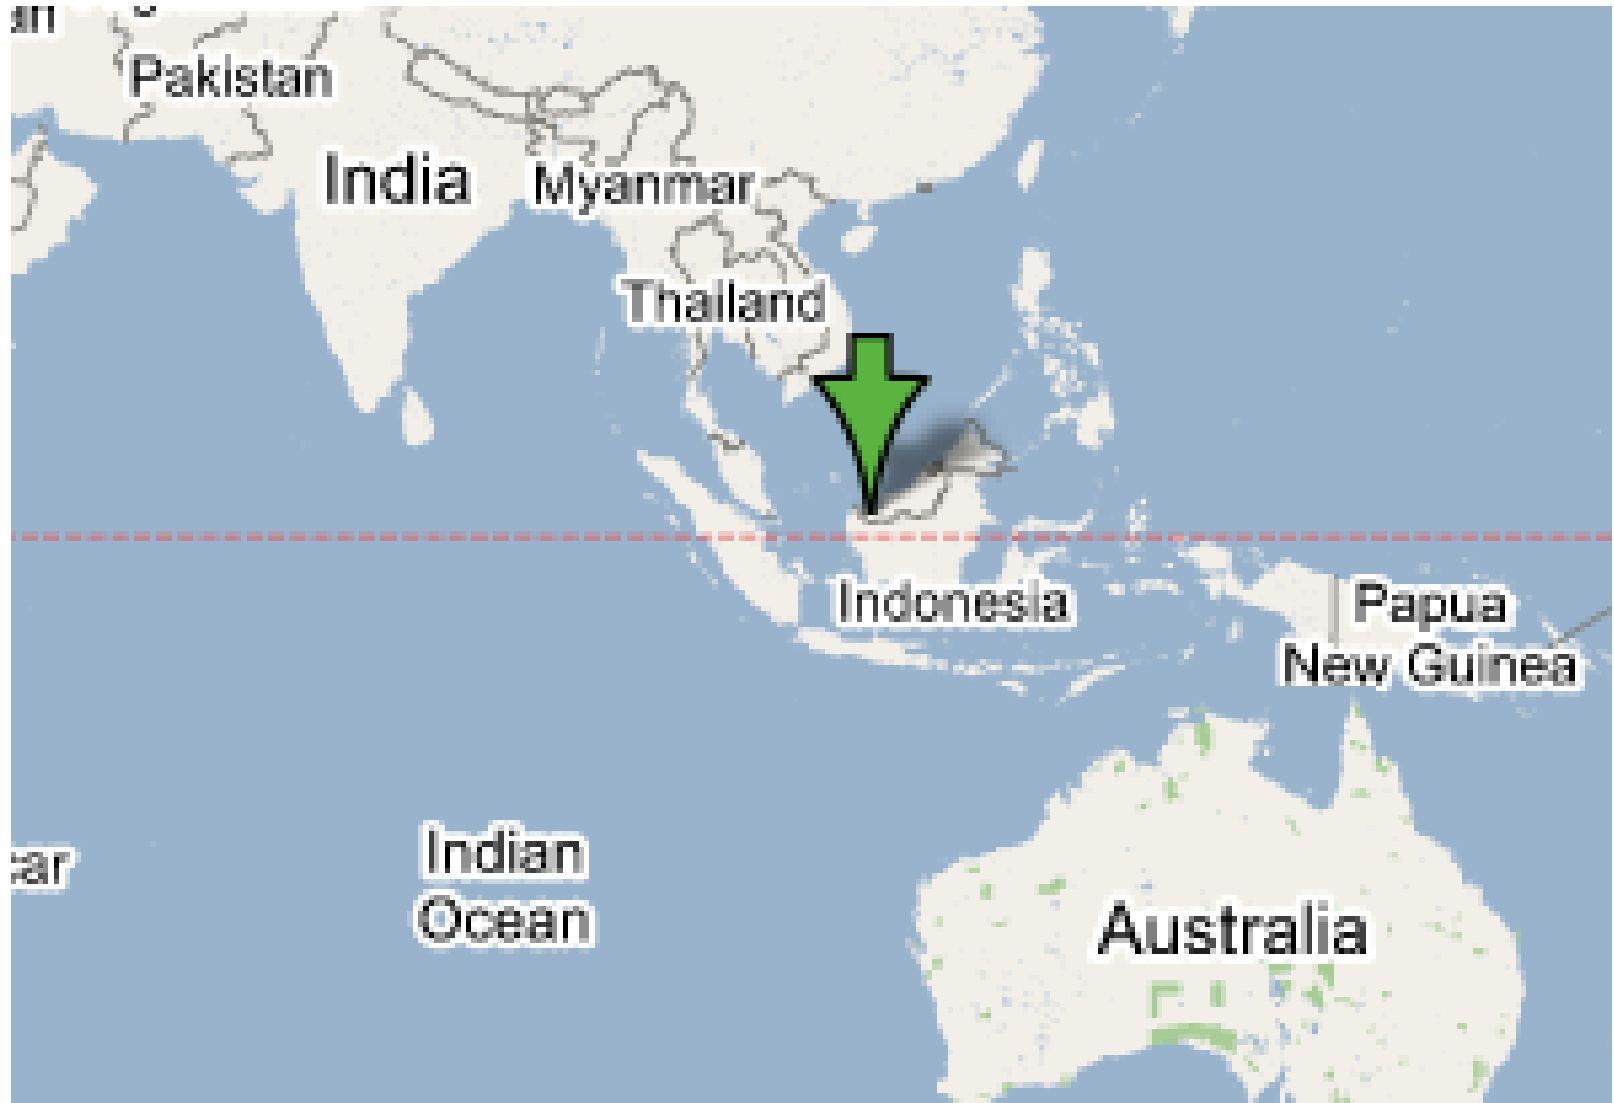 Pakistan
India
Myanmar
Thailand
Indonesia
Papua
New Guinea
Indian
Ocean
Australia